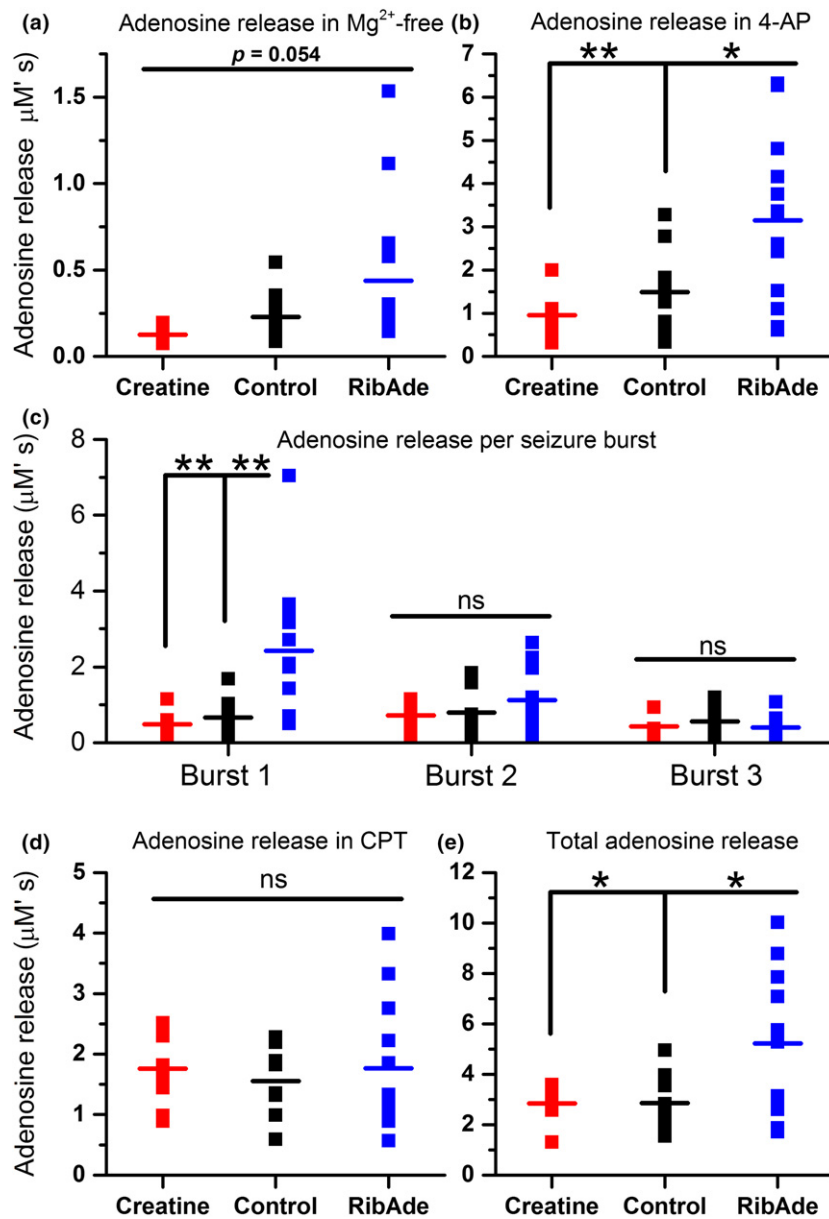 (a) Adenosine release in Mg²⁺-free
p = 0.054
Adenosine release µM' s)
1.5
1.0
0.5
0.0
Creatine Control RibAde
(b) Adenosine release in 4-AP
** *
7
6
5
4
3
2
1
0
Creatine Control RibAde
(c) Adenosine release per seizure burst
** **
ns
ns
Adenosine release (µM' s)
8
6
4
2
0
Burst 1 Burst 2 Burst 3
(d) Adenosine release in CPT
ns
Adenosine release (µM' s)
5
4
3
2
1
0
Creatine Control RibAde
(e) Total adenosine release
* *
12
10
8
6
4
2
0
Creatine Control RibAde